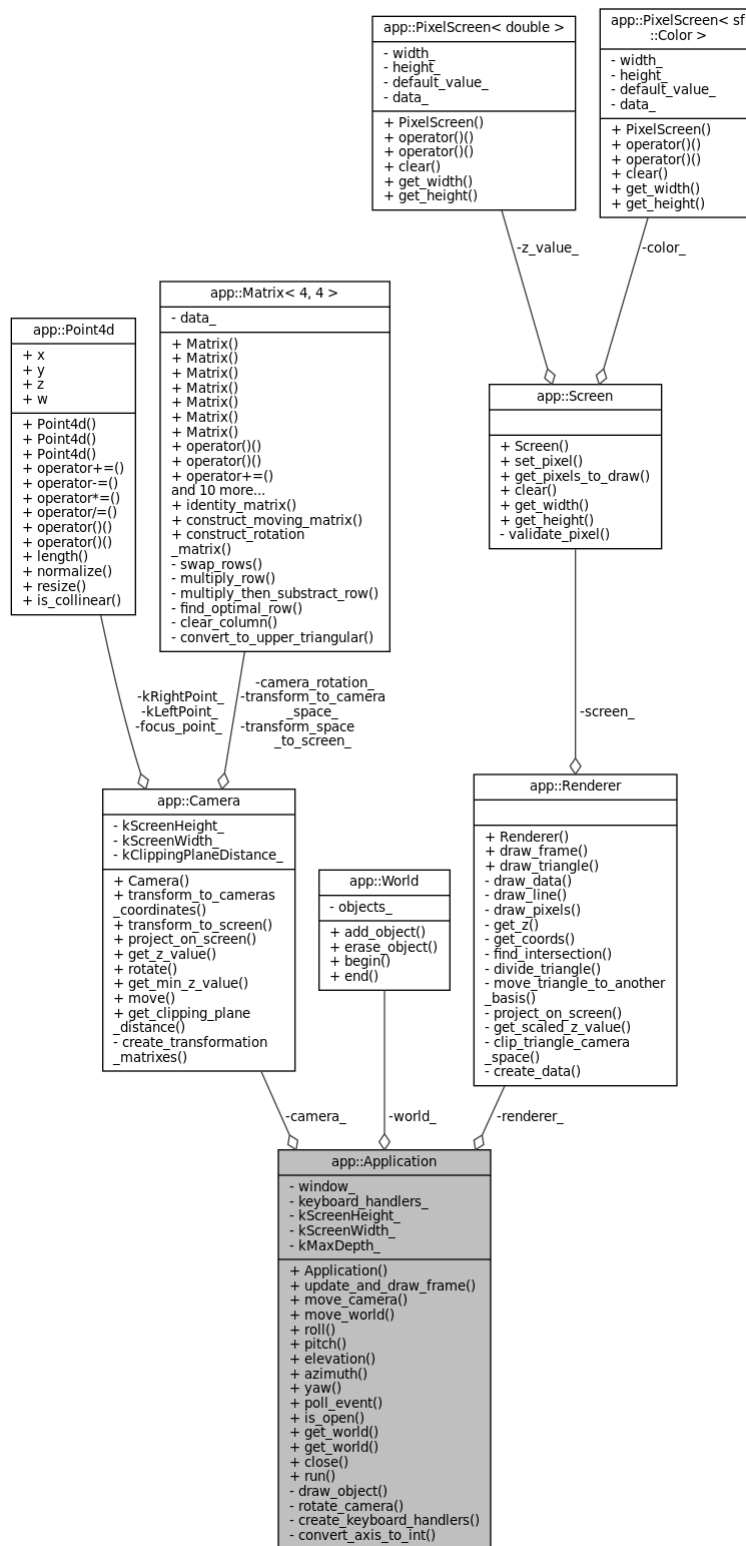 app::PixelScreen< double >
- width_
- height_
- default_value_
- data_
+ PixelScreen()
+ operator()()
+ operator()()
+ clear()
+ get_width()
+ get_height()
app::PixelScreen< sf
::Color >
- width_
- height_
- default_value_
- data_
+ PixelScreen()
+ operator()()
+ operator()()
+ clear()
+ get_width()
+ get_height()
-z_value_
-color_
app::Point4d
+ x
+ y
+ z
+ w
+ Point4d()
+ Point4d()
+ Point4d()
+ operator+=()
+ operator-=()
+ operator*=()
+ operator/=()
+ operator()()
+ operator()()
+ length()
+ normalize()
+ resize()
+ is_collinear()
app::Matrix< 4, 4 >
- data_
+ Matrix()
+ Matrix()
+ Matrix()
+ Matrix()
+ Matrix()
+ Matrix()
+ Matrix()
+ operator()()
+ operator()()
+ operator+=()
and 10 more...
+ identity_matrix()
+ construct_moving_matrix()
+ construct_rotation
_matrix()
- swap_rows()
- multiply_row()
- multiply_then_substract_row()
- find_optimal_row()
- clear_column()
- convert_to_upper_triangular()
app::Screen
+ Screen()
+ set_pixel()
+ get_pixels_to_draw()
+ clear()
+ get_width()
+ get_height()
- validate_pixel()
-kRightPoint_
-kLeftPoint_
-focus_point_
-camera_rotation_
-transform_to_camera
_space_
-transform_space
_to_screen_
-screen_
app::Camera
- kScreenHeight_
- kScreenWidth_
- kClippingPlaneDistance_
+ Camera()
+ transform_to_cameras
_coordinates()
+ transform_to_screen()
+ project_on_screen()
+ get_z_value()
+ rotate()
+ get_min_z_value()
+ move()
+ get_clipping_plane
_distance()
- create_transformation
_matrixes()
app::World
- objects_
+ add_object()
+ erase_object()
+ begin()
+ end()
app::Renderer
+ Renderer()
+ draw_frame()
+ draw_triangle()
- draw_data()
- draw_line()
- draw_pixels()
- get_z()
- get_coords()
- find_intersection()
- divide_triangle()
- move_triangle_to_another
_basis()
- project_on_screen()
- get_scaled_z_value()
- clip_triangle_camera
_space()
- create_data()
-camera_
-world_
-renderer_
app::Application
- window_
- keyboard_handlers_
- kScreenHeight_
- kScreenWidth_
- kMaxDepth_
+ Application()
+ update_and_draw_frame()
+ move_camera()
+ move_world()
+ roll()
+ pitch()
+ elevation()
+ azimuth()
+ yaw()
+ poll_event()
+ is_open()
+ get_world()
+ get_world()
+ close()
+ run()
- draw_object()
- rotate_camera()
- create_keyboard_handlers()
- convert_axis_to_int()